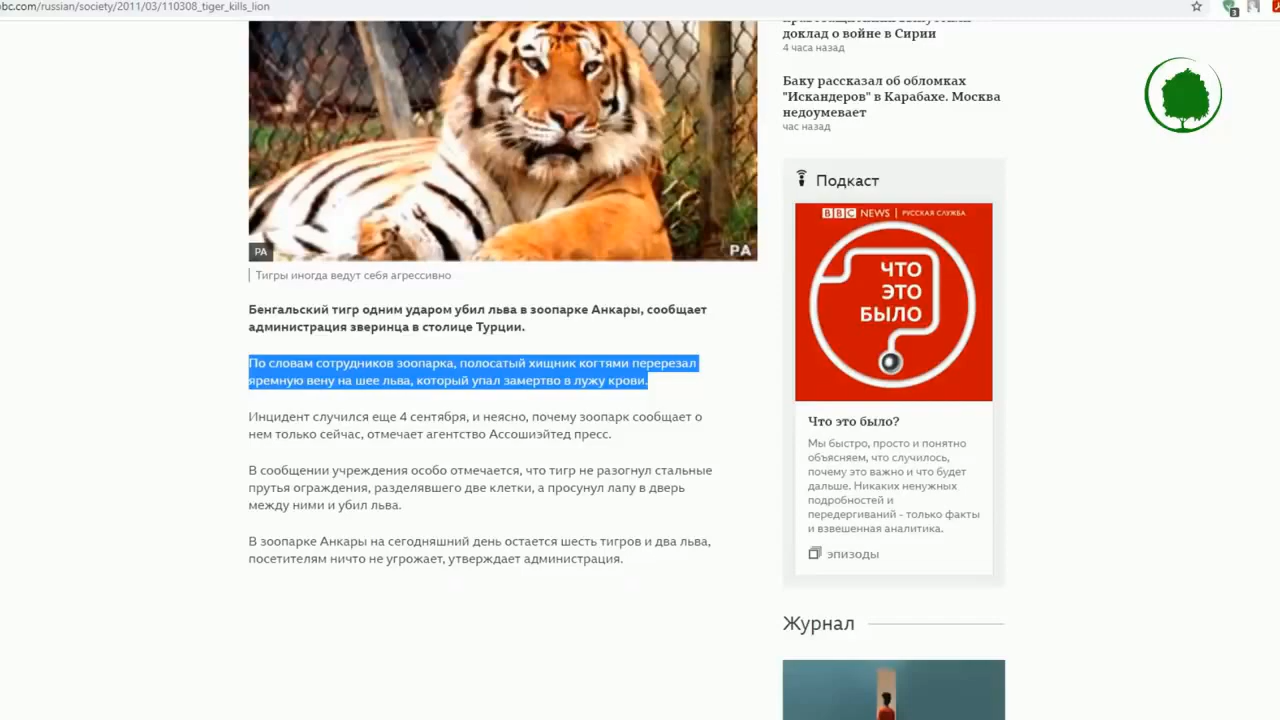 bc.com/russian/society/2011/03/110308_tiger_kills_lion
3
доклад о войне в Сирии
4 часа назад
Баку рассказал об обломках
"Искандеров" в Карабахе. Москва
недоумевает
час назад
Подкаст
BBC NEWS | РУССКАЯ СЛУЖБА
ЧТО
ЭТО
БЫЛО
PA
PA
Тигры иногда ведут себя агрессивно
Бенгальский тигр одним ударом убил льва в зоопарке Анкары, сообщает
администрация зверинца в столице Турции.
По словам сотрудников зоопарка, полосатый хищник когтями перерезал
яремную вену на шее льва, который упал замертво в лужу крови.
Инцидент случился еще 4 сентября, и неясно, почему зоопарк сообщает о
нем только сейчас, отмечает агентство Ассошиэйтед пресс.
В сообщении учреждения особо отмечается, что тигр не разогнул стальные
прутья ограждения, разделявшего две клетки, а просунул лапу в дверь
между ними и убил льва.
В зоопарке Анкары на сегодняшний день остается шесть тигров и два льва,
посетителям ничто не угрожает, утверждает администрация.
Что это было?
Мы быстро, просто и понятно
объясняем, что случилось,
почему это важно и что будет
дальше. Никаких ненужных
подробностей и
передергиваний - только факты
и взвешенная аналитика.
эпизоды
Журнал